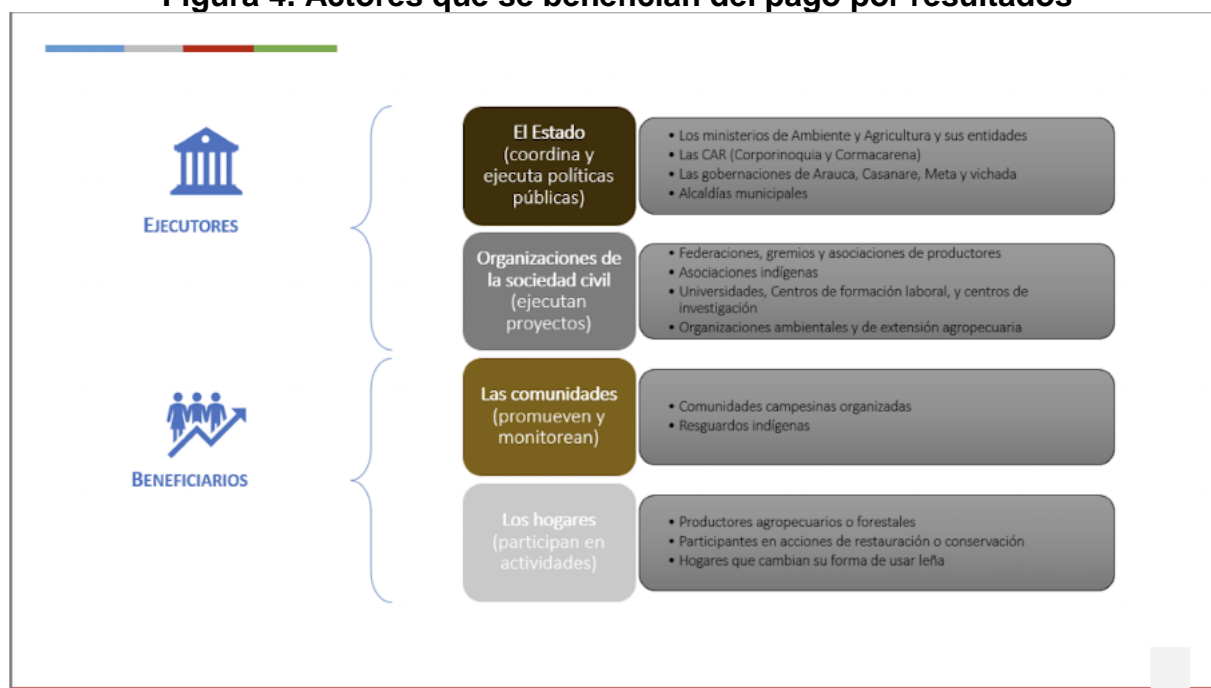 Figura 4. Actores que se benefician del pago por resultados
EJECUTORES
El Estado
(coordina y
ejecuta políticas
públicas)
• Los ministerios de Ambiente y Agricultura y sus entidades
• Las CAR (Corporinoquia y Cormacarena)
• Las gobernaciones de Arauca, Casanare, Meta y vichada
• Alcaldías municipales
Organizaciones de
la sociedad civil
(ejecutan
proyectos)
• Federaciones, gremios y asociaciones de productores
• Asociaciones indígenas
• Universidades, Centros de formación laboral, y centros de
investigación
• Organizaciones ambientales y de extensión agropecuaria
BENEFICIARIOS
Las comunidades
(promueven y
monitorean)
• Comunidades campesinas organizadas
• Resguardos indígenas
Los hogares
(participan en
actividades)
• Productores agropecuarios o forestales
• Participantes en acciones de restauración o conservación
• Hogares que cambian su forma de usar leña